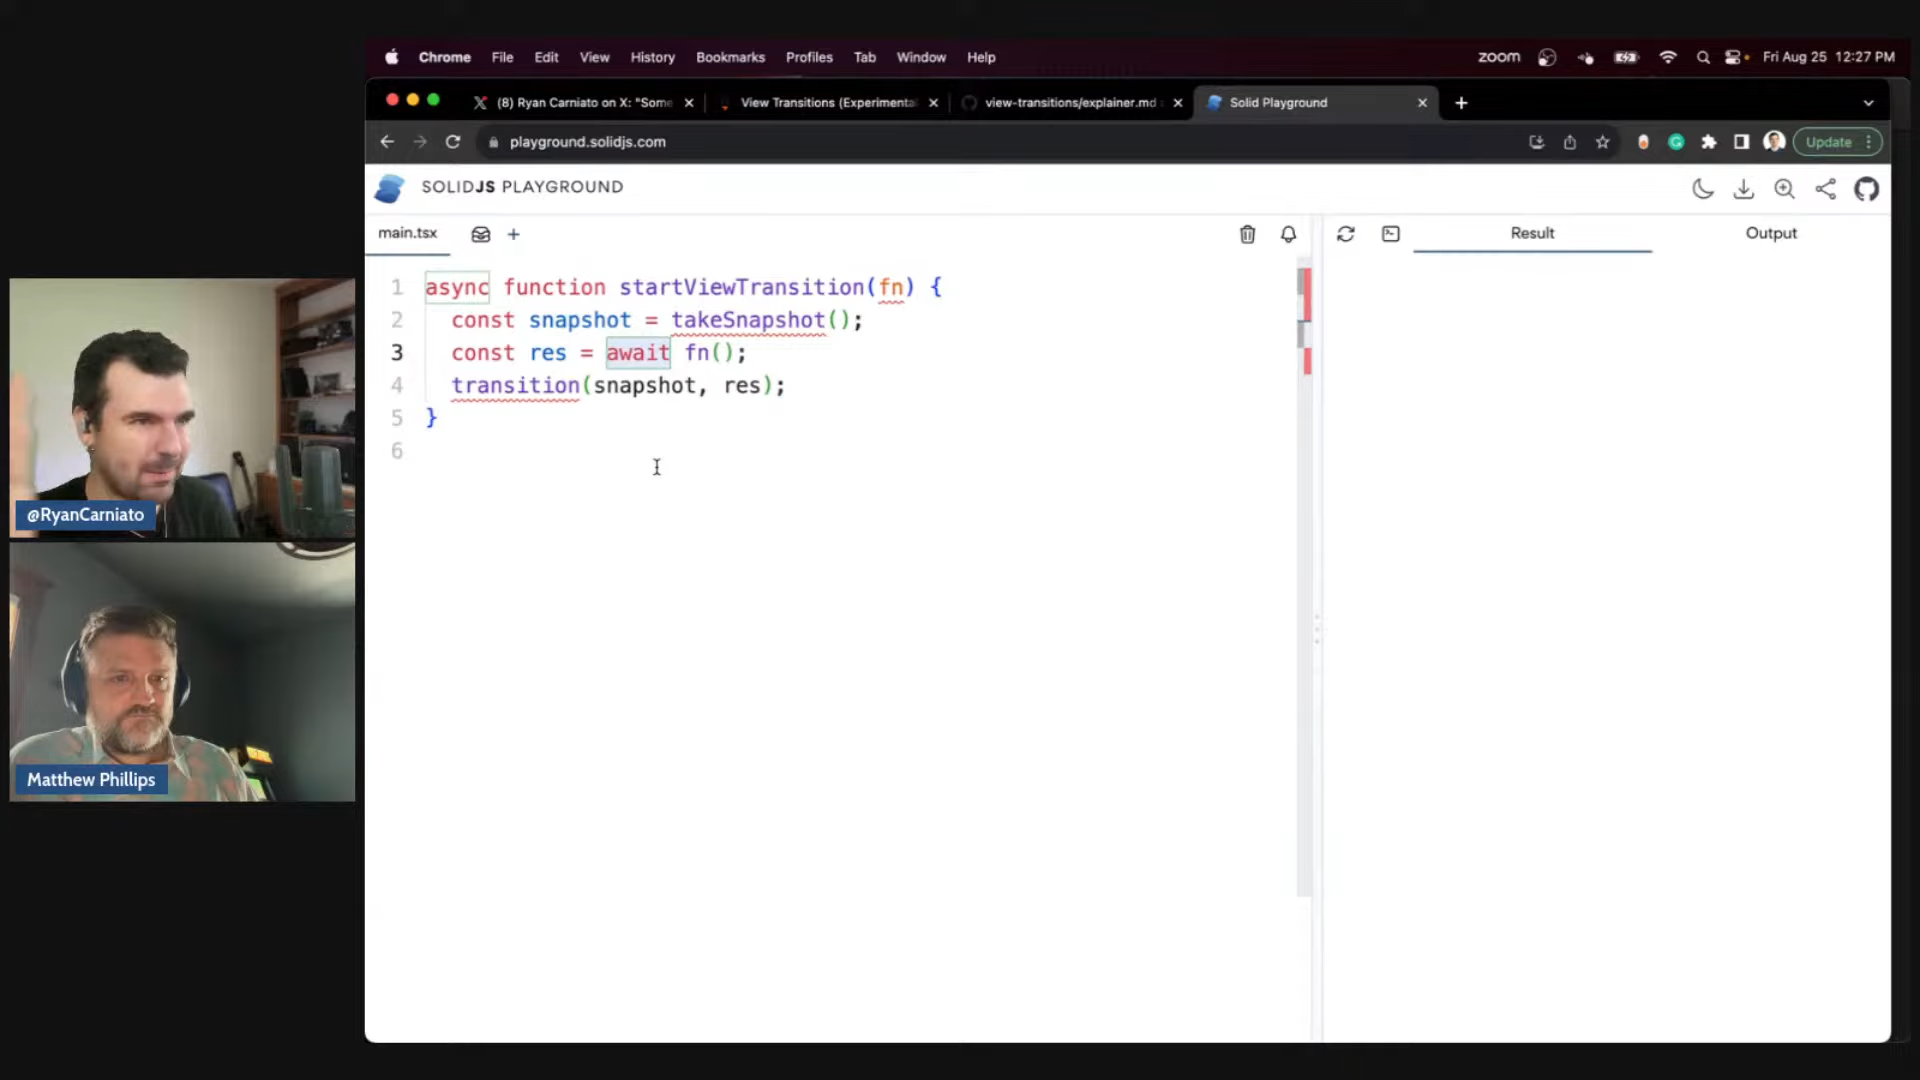 Chrome File Edit View History Bookmarks Profiles Tab Window Help
zoom Fri Aug 25 12:27 PM
(8) Ryan Carniato on X: "Some
View Transitions (Experimenta
view-transitions/explainer.md
Solid Playground
playground.solidjs.com
Update
SOLIDJS PLAYGROUND
main.tsx
Result
Output
1 async function startViewTransition(fn) {
2 const snapshot = takeSnapshot();
3 const res = await fn();
4 transition(snapshot, res);
5 }
6
@RyanCarniato
Matthew Phillips